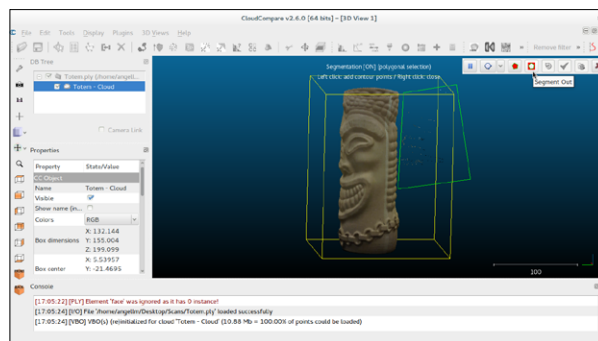 CloudCompare v2.6.0 [64 bits] - [3D View 1]
File Edit Tools Display Plugins 3D Views Help
Remove filter
DB Tree
Totem.ply (/home/angell...
Totem - Cloud
Camera Link
Properties
Property State/Value
CC Object
Name Totem - Cloud
Visible
Show name (in...
Colors RGB
X: 132.144
Box dimensions Y: 155.004
Z: 199.099
X: 5.53957
Box center Y: -21.4695
Segmentation [ON] (polygonal selection)
Left click: add contour points / Right click: close
Segment Out
100
Console
[17:05:22] [PLY] Element 'face' was ignored as it has 0 instance!
[17:05:24] [I/O] File '/home/angellm/Desktop/Scans/Totem.ply' loaded successfully
[17:05:24] [VBO] VBO(s) (re)initialized for cloud 'Totem - Cloud' (10.88 Mb = 100.00% of points could be loaded)